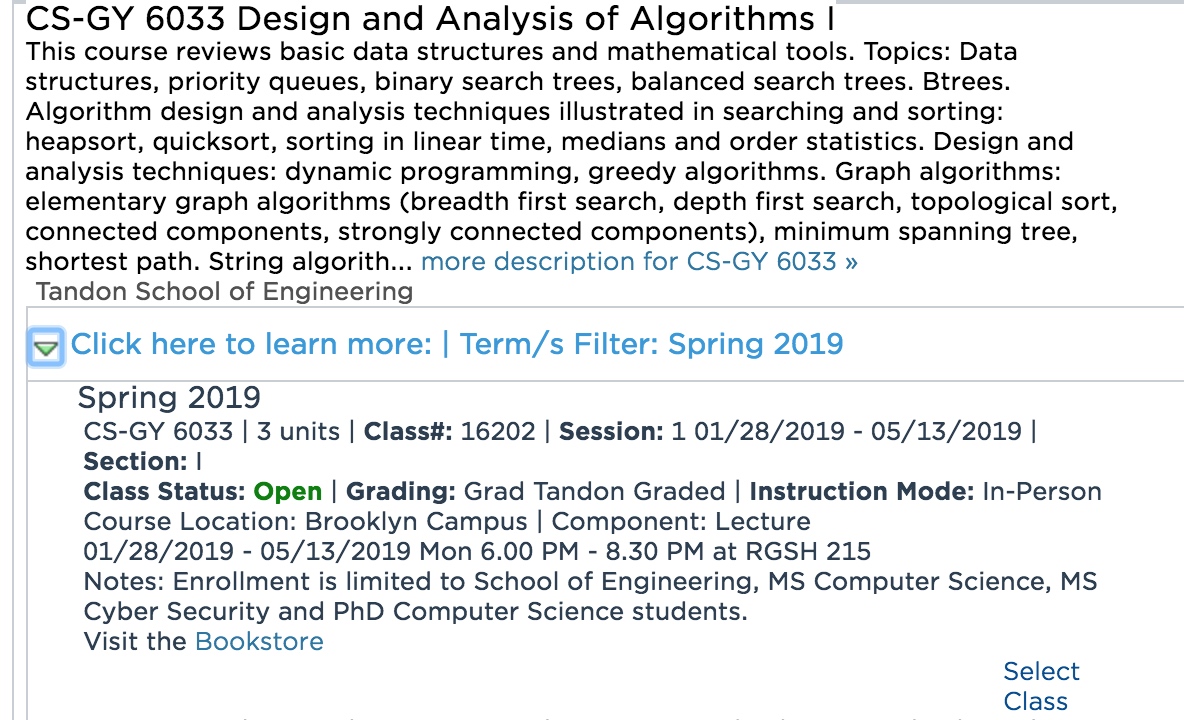 CS-GY 6033 Design and Analysis of Algorithms I
This course reviews basic data structures and mathematical tools. Topics: Data
structures, priority queues, binary search trees, balanced search trees. Btrees.
Algorithm design and analysis techniques illustrated in searching and sorting:
heapsort, quicksort, sorting in linear time, medians and order statistics. Design and
analysis techniques: dynamic programming, greedy algorithms. Graph algorithms:
elementary graph algorithms (breadth first search, depth first search, topological sort,
connected components, strongly connected components), minimum spanning tree,
shortest path. String algorith... more description for CS-GY 6033 »
Tandon School of Engineering
Click here to learn more: | Term/s Filter: Spring 2019
Spring 2019
CS-GY 6033 | 3 units | Class#: 16202 | Session: 1 01/28/2019 - 05/13/2019 |
Section: I
Class Status: Open | Grading: Grad Tandon Graded | Instruction Mode: In-Person
Course Location: Brooklyn Campus | Component: Lecture
01/28/2019 - 05/13/2019 Mon 6.00 PM - 8.30 PM at RGSH 215
Notes: Enrollment is limited to School of Engineering, MS Computer Science, MS
Cyber Security and PhD Computer Science students.
Visit the Bookstore
Select
Class